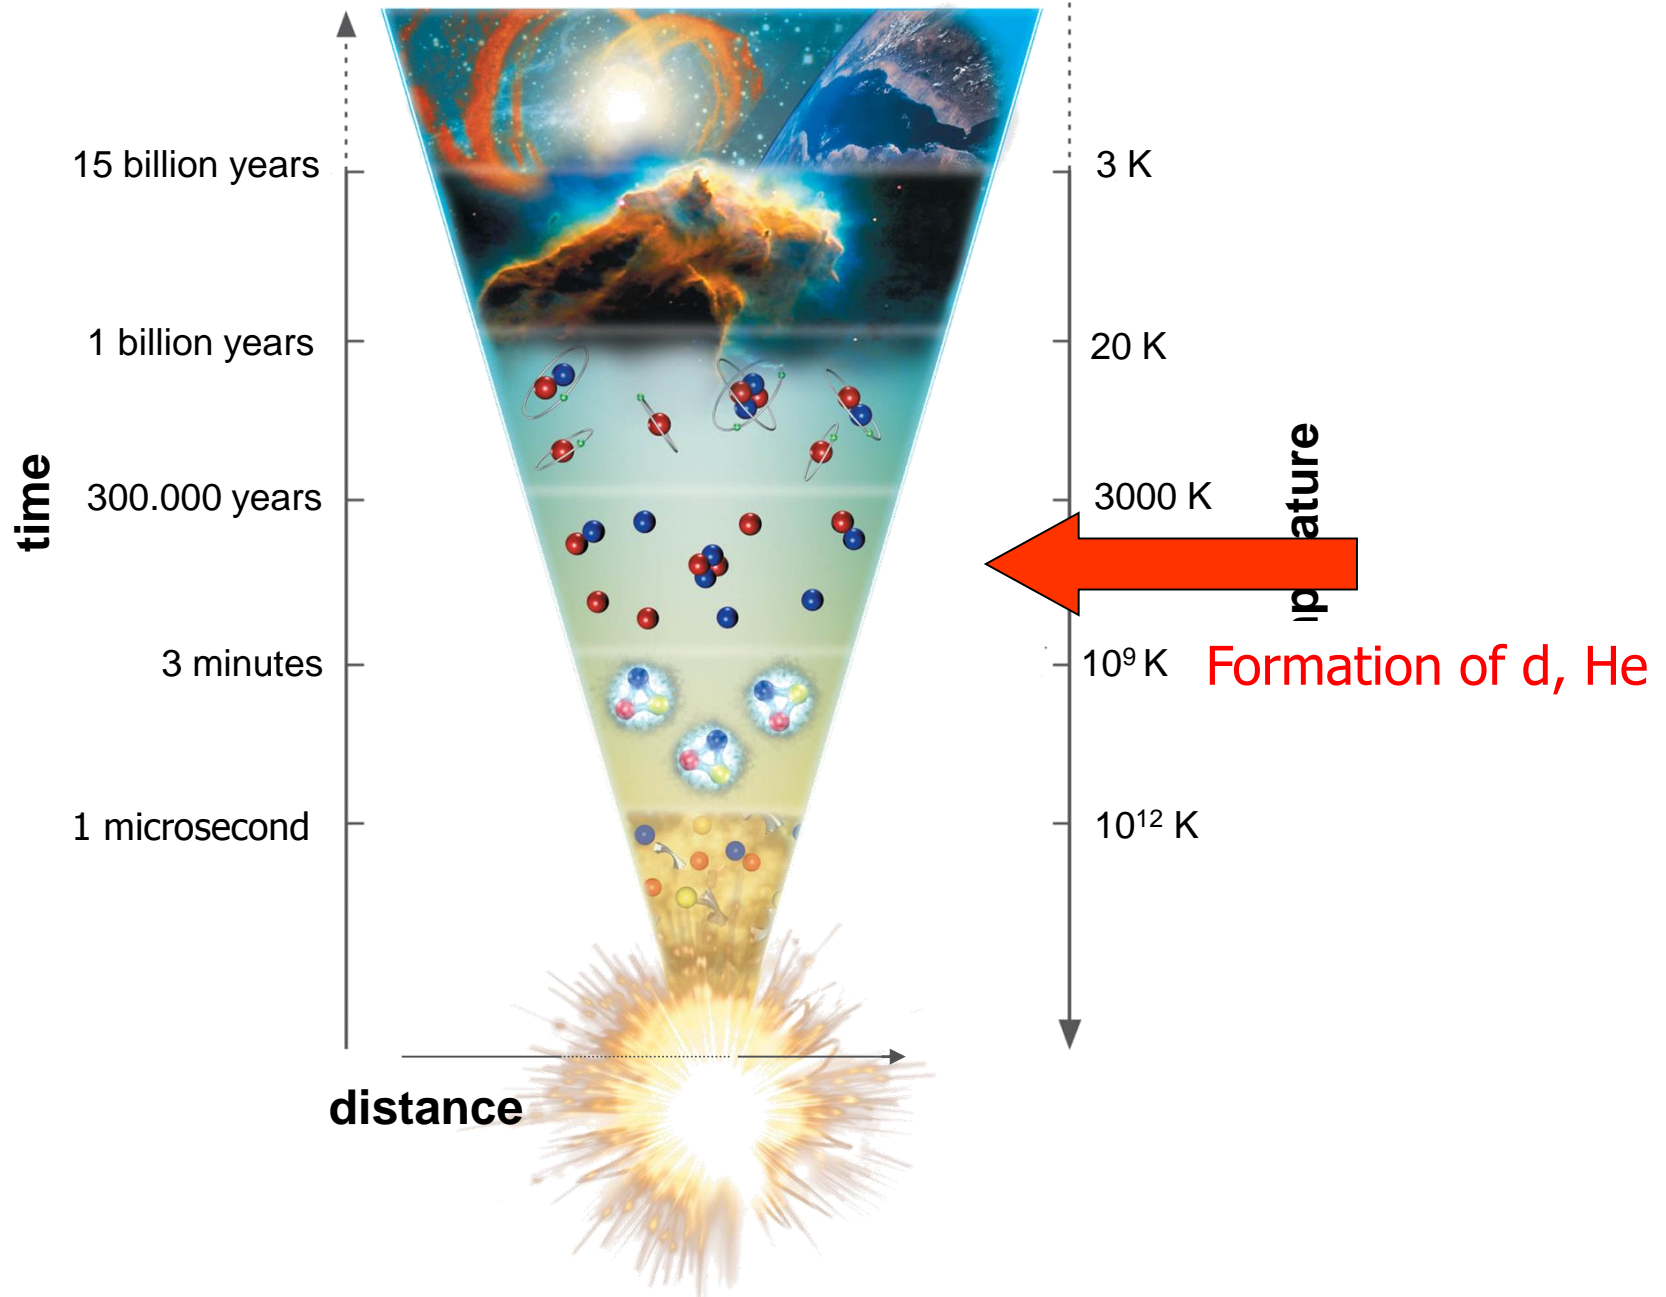 15 billion years
3 K
1 billion years
20 K
time
300.000 years
3000 K
3 minutes
10⁹ K
Formation of d, He
1 microsecond
10¹² K
distance